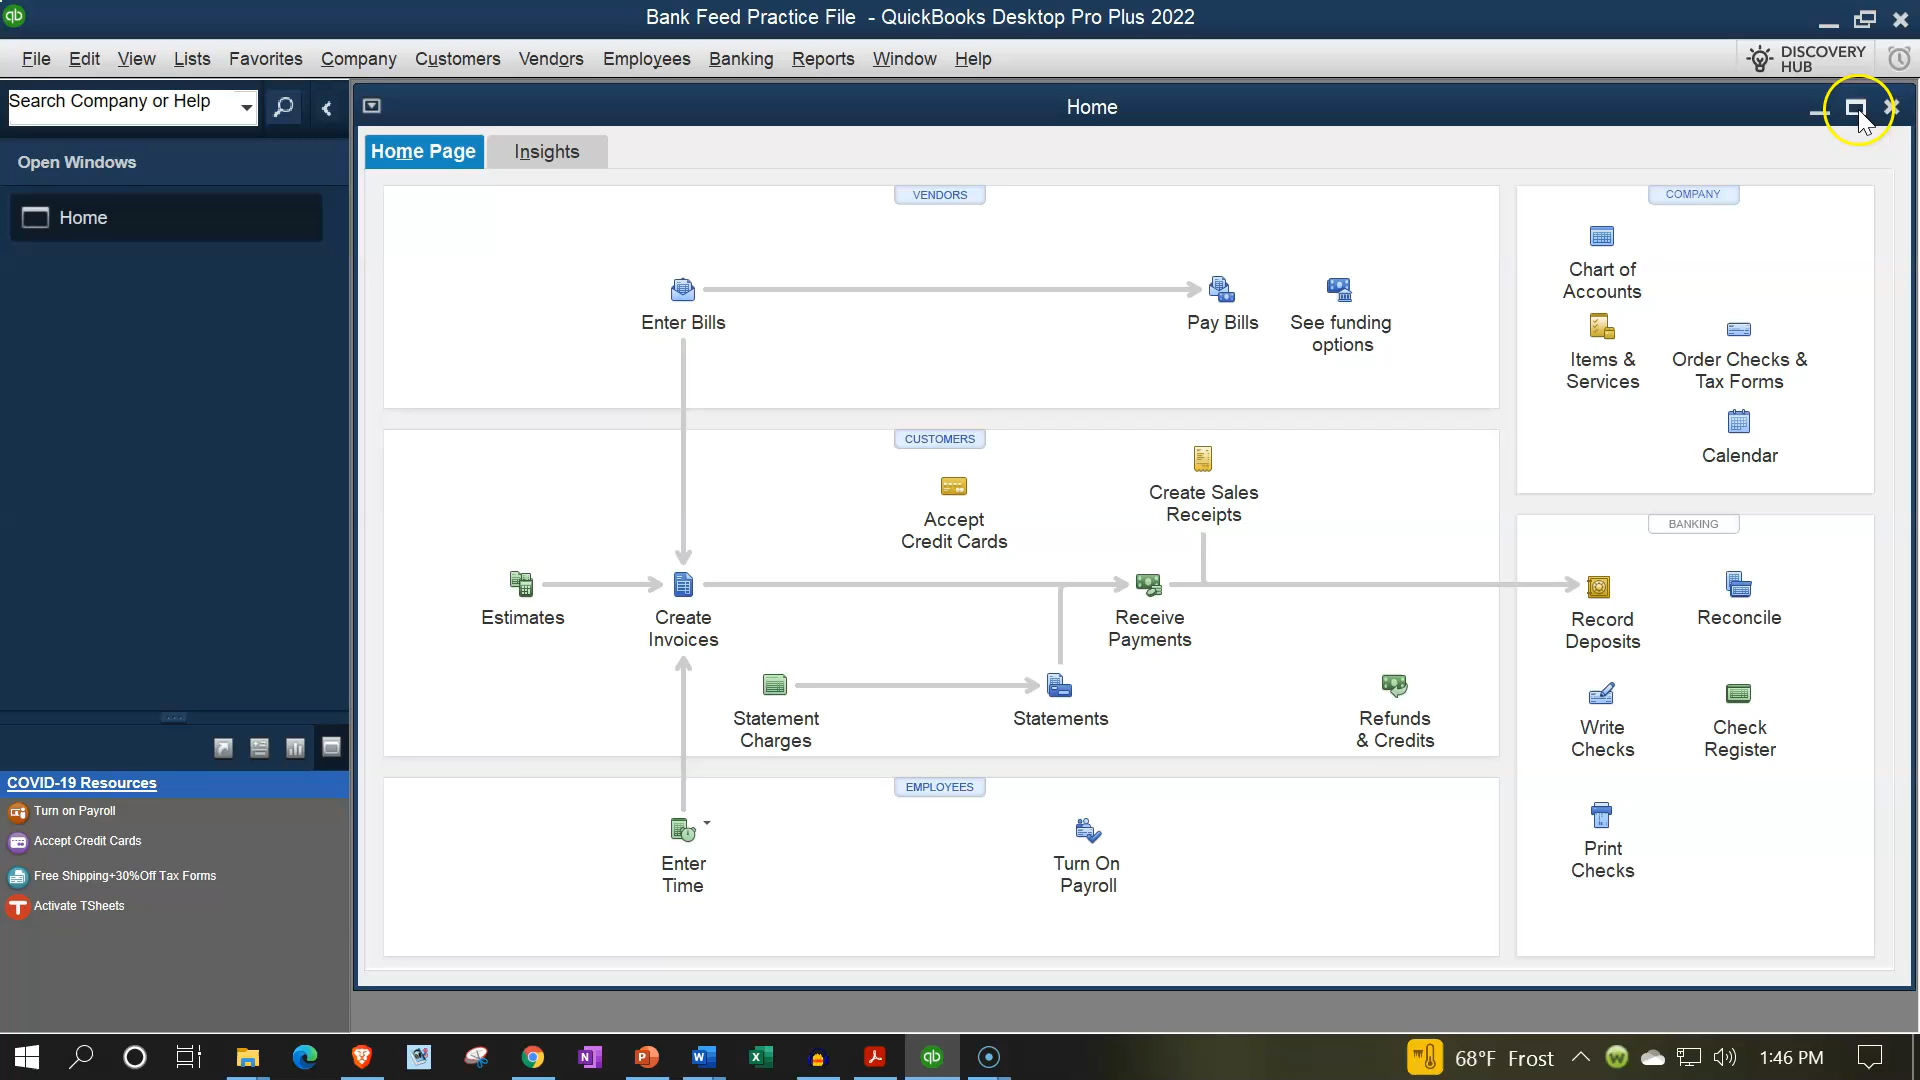 qb
Bank Feed Practice File - QuickBooks Desktop Pro Plus 2022
File Edit View Lists Favorites Company Customers Vendors Employees Banking Reports Window Help
DISCOVERY
HUB
Search Company or Help
Home
Open Windows
Home
Home Page
Insights
VENDORS
Enter Bills
Pay Bills
See funding
options
COMPANY
Chart of
Accounts
Items &
Services
Order Checks &
Tax Forms
Calendar
CUSTOMERS
Accept
Credit Cards
Create Sales
Receipts
Estimates
Create
Invoices
Receive
Payments
Statement
Charges
Statements
Refunds
& Credits
BANKING
Record
Deposits
Reconcile
Write
Checks
Check
Register
Print
Checks
EMPLOYEES
Enter
Time
Turn On
Payroll
COVID-19 Resources
Turn on Payroll
Accept Credit Cards
Free Shipping+30%Off Tax Forms
Activate TSheets
68°F Frost
1:46 PM